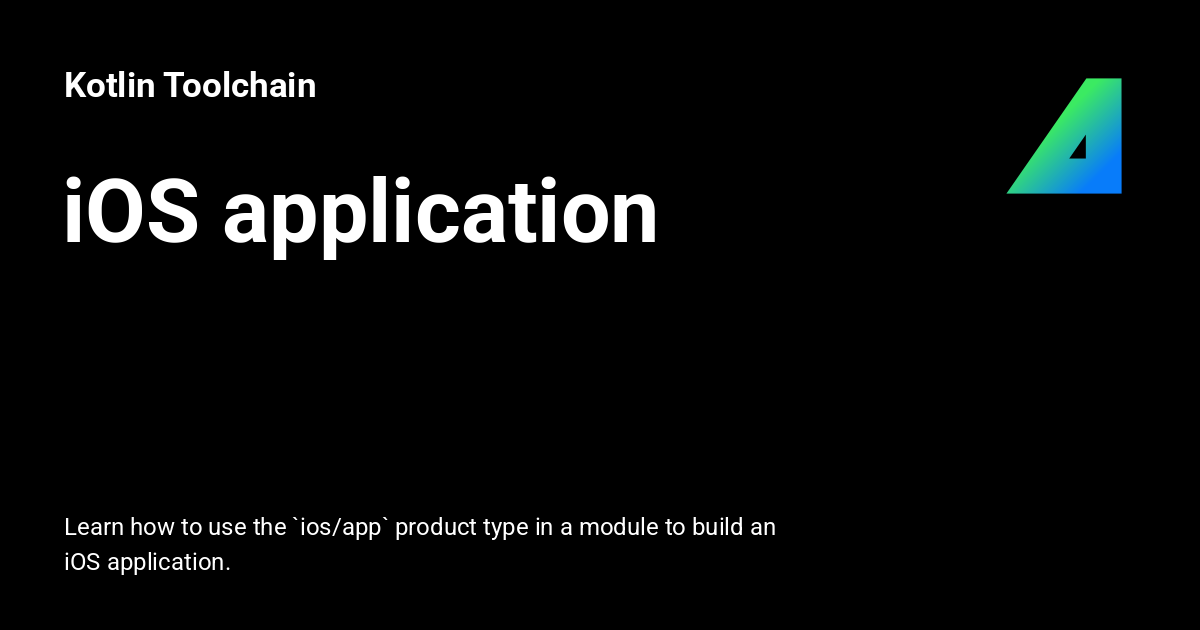 Kotlin Toolchain
iOS application
Learn how to use the `ios/app` product type in a module to build an
iOS application.